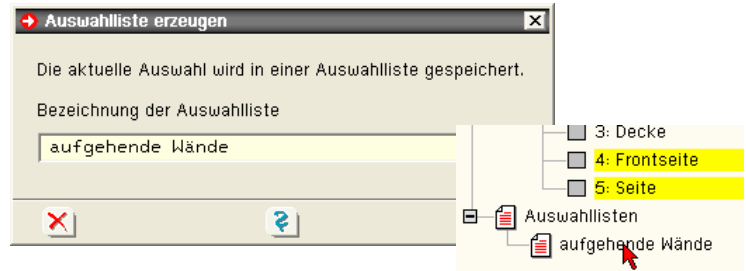 Auswahlliste erzeugen
Die aktuelle Auswahl wird in einer Auswahlliste gespeichert.
Bezeichnung der Auswahlliste
aufgehende Wände
3: Decke
4: Frontseite
5: Seite
Auswahllisten
aufgehende Wände